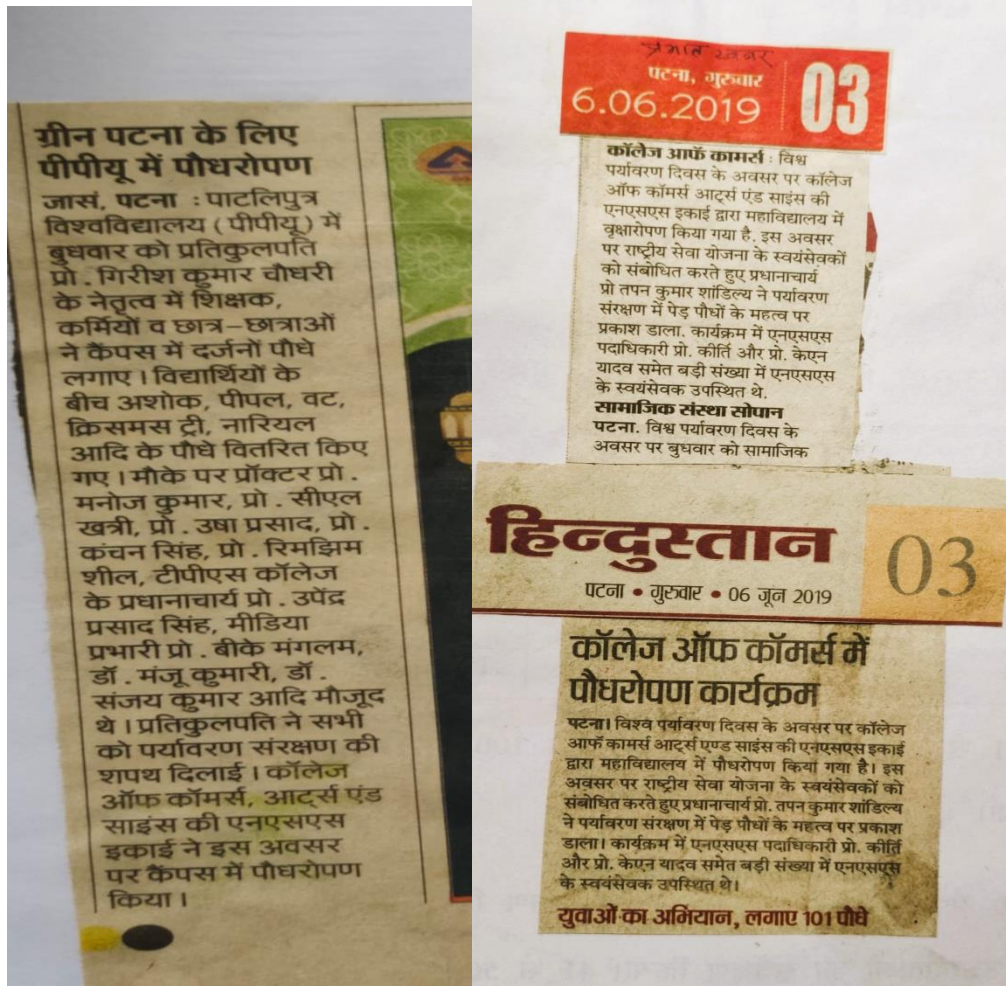 ग्रीन पटना के लिए
पीपीयू में पौधरोपण
जासं, पटना : पाटलिपुत्र
विश्वविद्यालय (पीपीयू) में
बुधवार को प्रतिकुलपति
प्रो. गिरीश कुमार चौधरी
के नेतृत्व में शिक्षक,
कर्मियों व छात्र-छात्राओं
ने कैंपस में दर्जनों पौधे
लगाए। विद्यार्थियों के
बीच अशोक, पीपल, वट,
क्रिसमस ट्री, नारियल
आदि के पौधे वितरित किए
गए। मौके पर प्रॉक्टर प्रो.
मनोज कुमार, प्रो. सीएल
खत्री, प्रो. उषा प्रसाद, प्रो.
कंचन सिंह, प्रो. रिमझिम
शील, टीपीएस कॉलेज
के प्रधानाचार्य प्रो. उपेंद्र
प्रसाद सिंह, मीडिया
प्रभारी प्रो. बीके मंगलम,
डॉ. मंजू कुमारी, डॉ.
संजय कुमार आदि मौजूद
थे। प्रतिकुलपति ने सभी
को पर्यावरण संरक्षण की
शपथ दिलाई। कॉलेज
ऑफ कॉमर्स, आर्ट्स एंड
साइंस की एनएसएस
इकाई ने इस अवसर
पर कैंपस में पौधरोपण
किया।
प्रभात खबर
पटना, गुरुवार
6.06.2019
03
कॉलेज आफॅ कामर्स : विश्व
पर्यावरण दिवस के अवसर पर कॉलेज
ऑफ कॉमर्स आर्ट्स एंड साइंस की
एनएसएस इकाई द्वारा महाविद्यालय में
वृक्षारोपण किया गया है. इस अवसर
पर राष्ट्रीय सेवा योजना के स्वयंसेवकों
को संबोधित करते हुए प्रधानाचार्य
प्रो तपन कुमार शांडिल्य ने पर्यावरण
संरक्षण में पेड़ पौधों के महत्व पर
प्रकाश डाला. कार्यक्रम में एनएसएस
पदाधिकारी प्रो. कीर्ति और प्रो. केएन
यादव समेत बड़ी संख्या में एनएसएस
के स्वयंसेवक उपस्थित थे.
सामाजिक संस्था सोपान
पटना. विश्व पर्यावरण दिवस के
अवसर पर बुधवार को सामाजिक
हिन्दुस्तान
03
पटना • गुरुवार • 06 जून 2019
कॉलेज ऑफ कॉमर्स में
पौधरोपण कार्यक्रम
पटना। विश्व पर्यावरण दिवस के अवसर पर कॉलेज
आफॅ कामर्स आर्ट्स एण्ड साइंस की एनएसएस इकाई
द्वारा महाविद्यालय में पौधरोपण किया गया है। इस
अवसर पर राष्ट्रीय सेवा योजना के स्वयंसेवकों को
संबोधित करते हुए प्रधानाचार्य प्रो. तपन कुमार शांडिल्य
ने पर्यावरण संरक्षण में पेड़ पौधों के महत्व पर प्रकाश
डाला। कार्यक्रम में एनएसएस पदाधिकारी प्रो. कीर्ति
और प्रो. केएन यादव समेत बड़ी संख्या में एनएसएस
के स्वयंसेवक उपस्थित थे।
युवाओं का अभियान, लगाए 101 पौधे